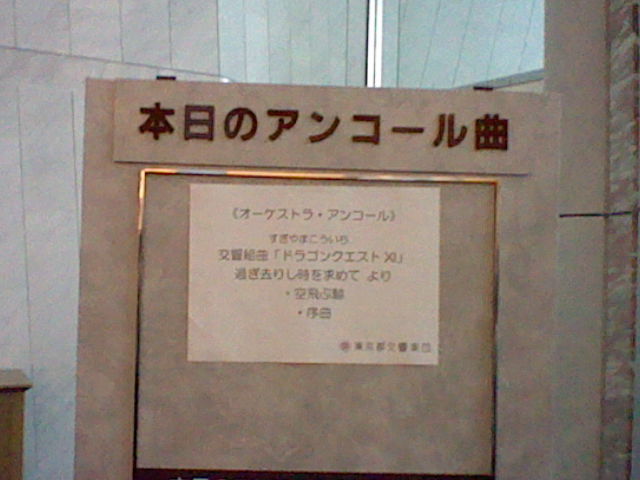 本日のアンコール曲
《オーケストラ・アンコール》
すぎやまこういち
交響組曲「ドラゴンクエスト XI」
過ぎ去りし時を求めて より
・空飛ぶ鯨
・序曲
東京都交響楽団